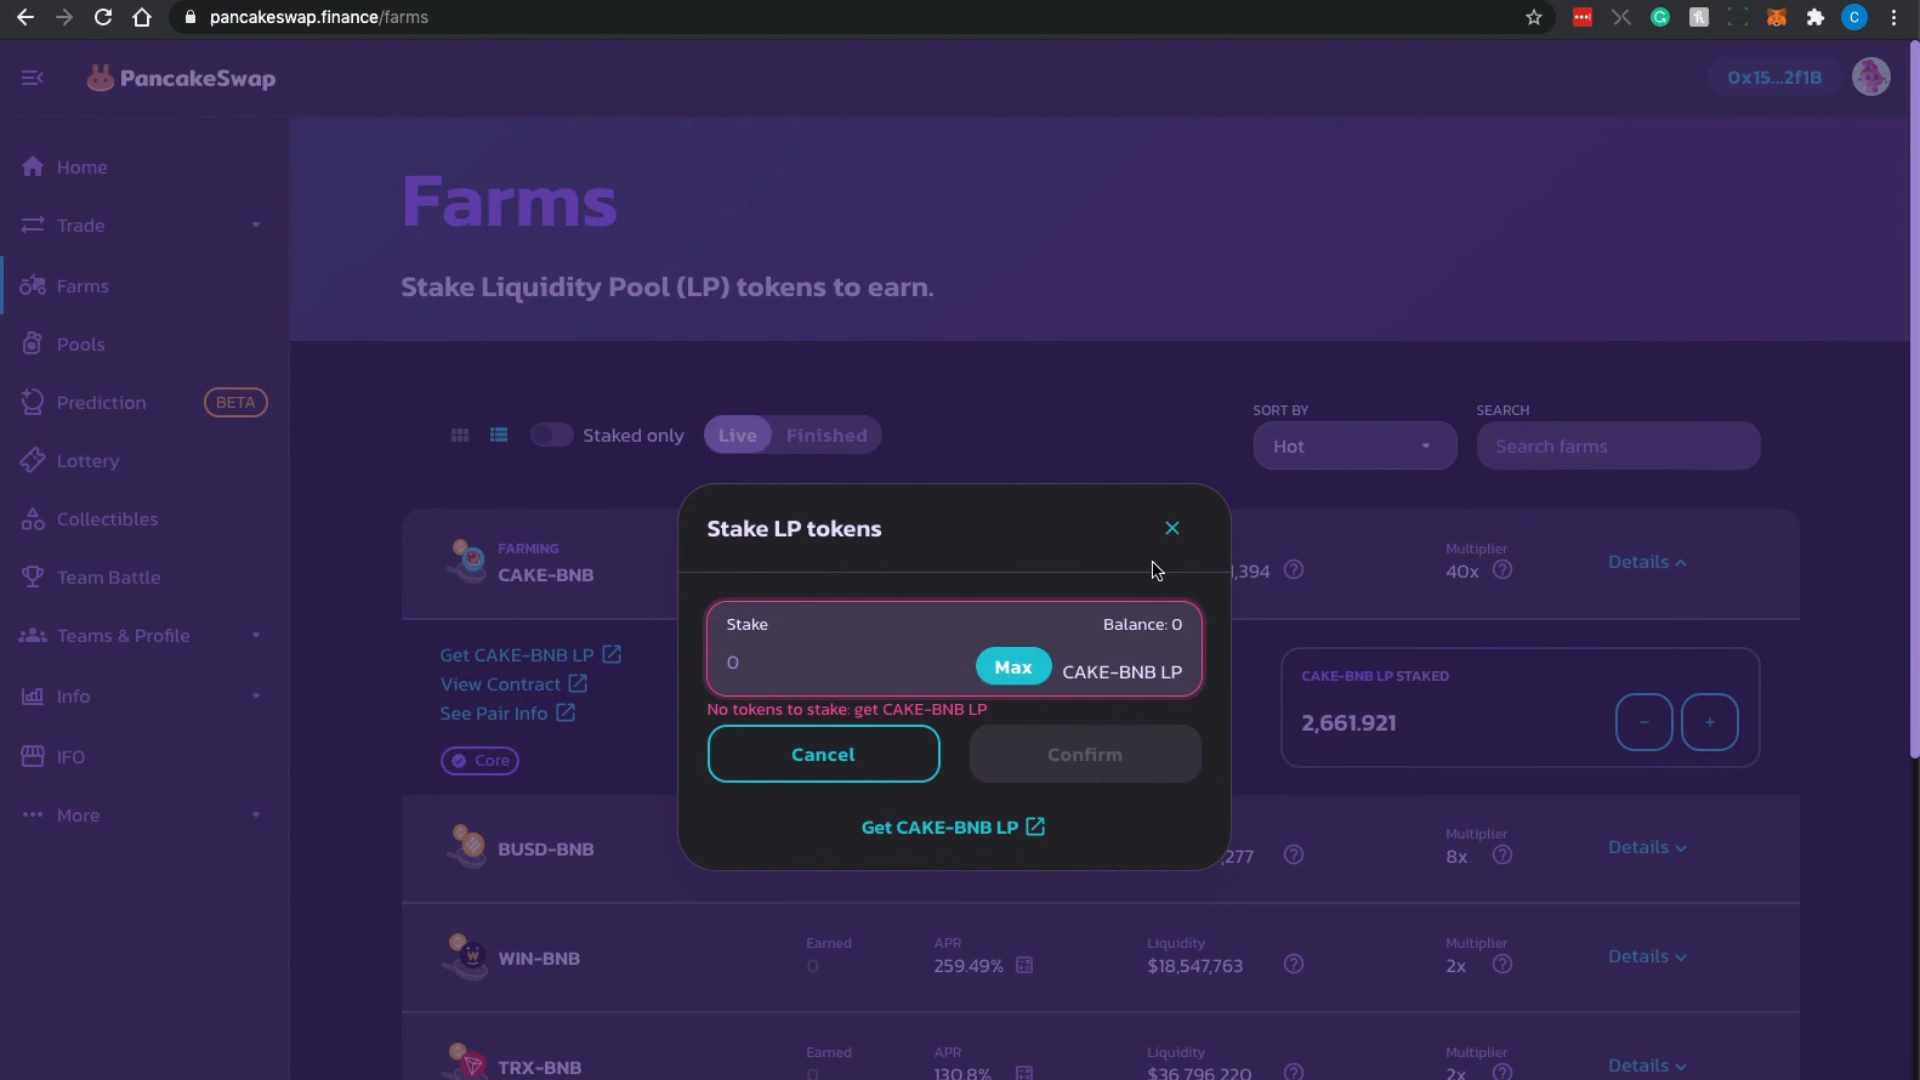 pancakeswap.finance/farms
C
PancakeSwap
0x15...2f1B
Home
Trade
Farms
Pools
Prediction
BETA
Lottery
Collectibles
Team Battle
Teams & Profile
Info
IFO
More
Farms
Stake Liquidity Pool (LP) tokens to earn.
Staked only
Live
Finished
SORT BY
Hot
SEARCH
Search farms
FARMING
CAKE-BNB
,394
Multiplier
40x
Details
Get CAKE-BNB LP
View Contract
See Pair Info
Core
CAKE-BNB LP STAKED
2,661.921
-
+
Stake LP tokens
Stake
Balance: 0
0
Max
CAKE-BNB LP
No tokens to stake: get CAKE-BNB LP
Cancel
Confirm
Get CAKE-BNB LP
BUSD-BNB
,277
Multiplier
8x
Details
WIN-BNB
Earned
0
APR
259.49%
Liquidity
$18,547,763
Multiplier
2x
Details
TRX-BNB
Earned
0
APR
130.8%
Liquidity
$36,796,220
Multiplier
2x
Details